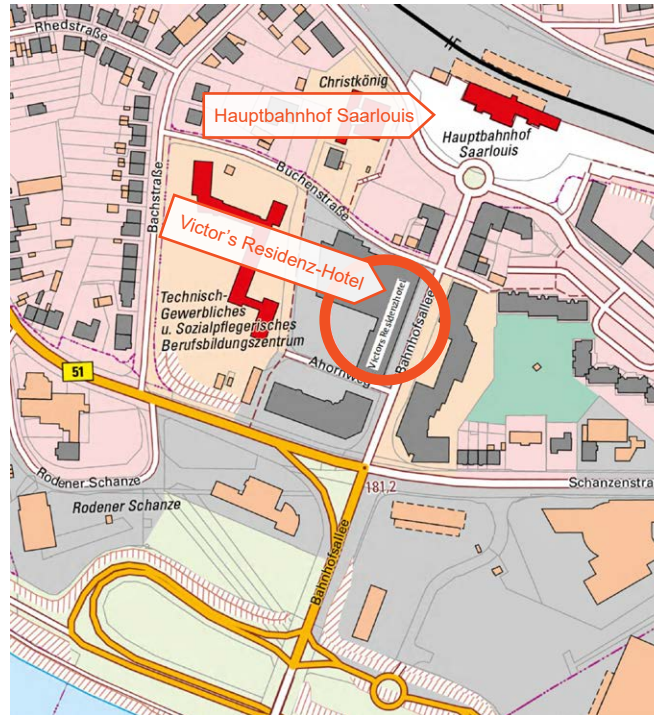 Rhedstraße
Christkönig
Hauptbahnhof Saarlouis
Hauptbahnhof
Saarlouis
Bachstraße
Buchenstraße
Victor's Residenz-Hotel
Victors Residenzhotel
Bahnhofsallee
Technisch-
Gewerbliches
u. Sozialpflegerisches
Berufsbildungszentrum
51
Ahornweg
Rodener Schanze
Rodener Schanze
181,2
Schanzenstra
Bahnhofsallee